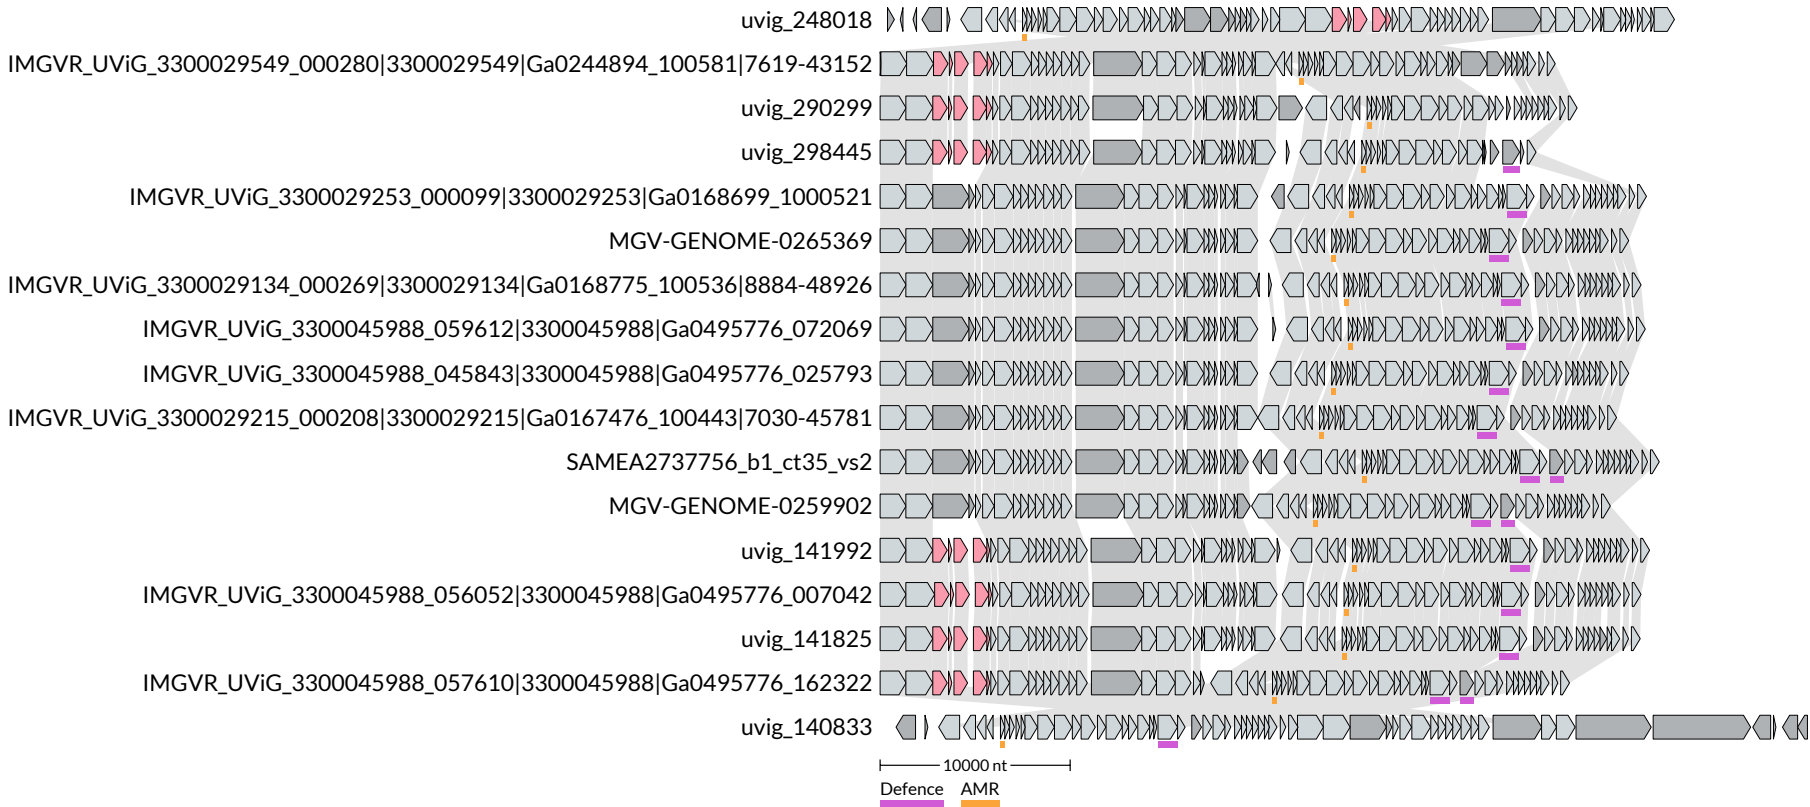 uvig_248018
IMGVR_UViG_3300029549_000280|3300029549|Ga0244894_100581|7619-43152
uvig_290299
uvig_298445
IMGVR_UViG_3300029253_000099|3300029253|Ga0168699_1000521
MGV-GENOME-0265369
IMGVR_UViG_3300029134_000269|3300029134|Ga0168775_100536|8884-48926
IMGVR_UViG_3300045988_059612|3300045988|Ga0495776_072069
IMGVR_UViG_3300045988_045843|3300045988|Ga0495776_025793
IMGVR_UViG_3300029215_000208|3300029215|Ga0167476_100443|7030-45781
SAMEA2737756_b1_ct35_vs2
MGV-GENOME-0259902
uvig_141992
IMGVR_UViG_3300045988_056052|3300045988|Ga0495776_007042
uvig_141825
IMGVR_UViG_3300045988_057610|3300045988|Ga0495776_162322
uvig_140833
10000 nt
Defence AMR